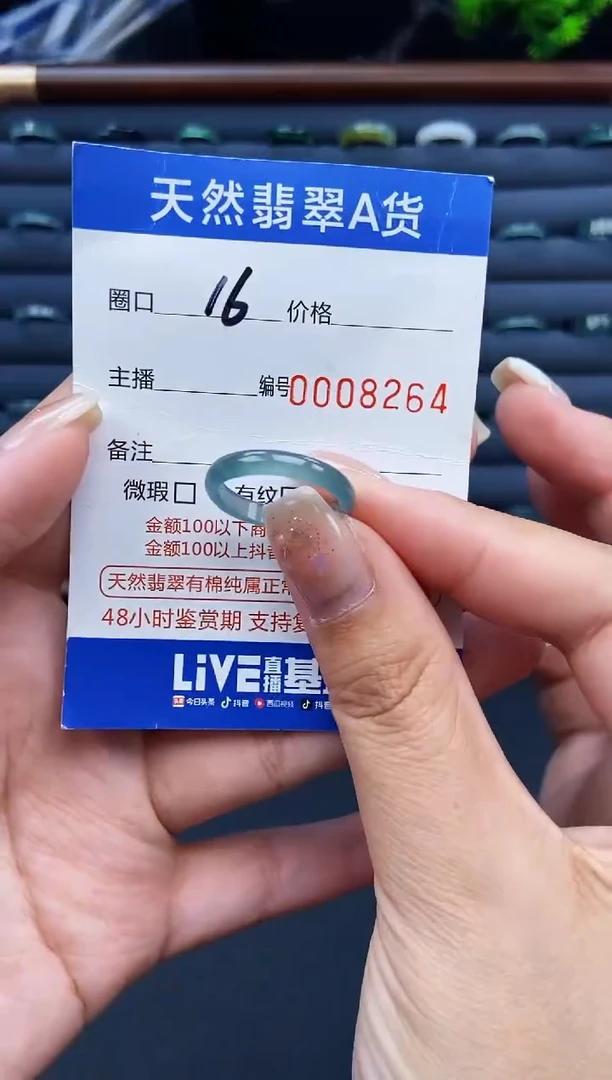 天然翡翠A货
圈口 16 价格
主播 编号0008264
备注
微瑕 有纹
金额100以下商
金额100以上抖音
天然翡翠有棉纯属正常
48小时鉴赏期 支持复
LiVE直播基
今日头条 抖音 西瓜视频 抖音